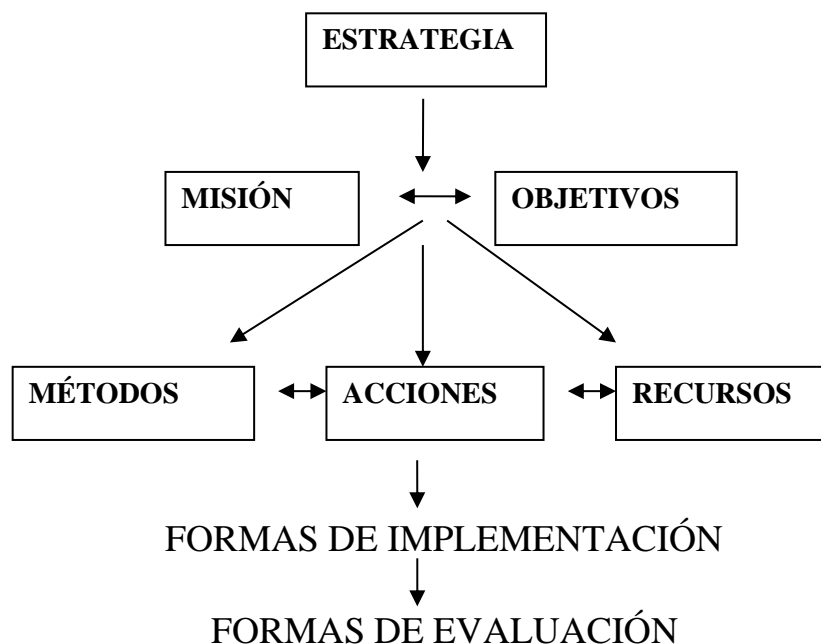 ESTRATEGIA
MISIÓN
OBJETIVOS
MÉTODOS
ACCIONES
RECURSOS
FORMAS DE IMPLEMENTACIÓN
FORMAS DE EVALUACIÓN